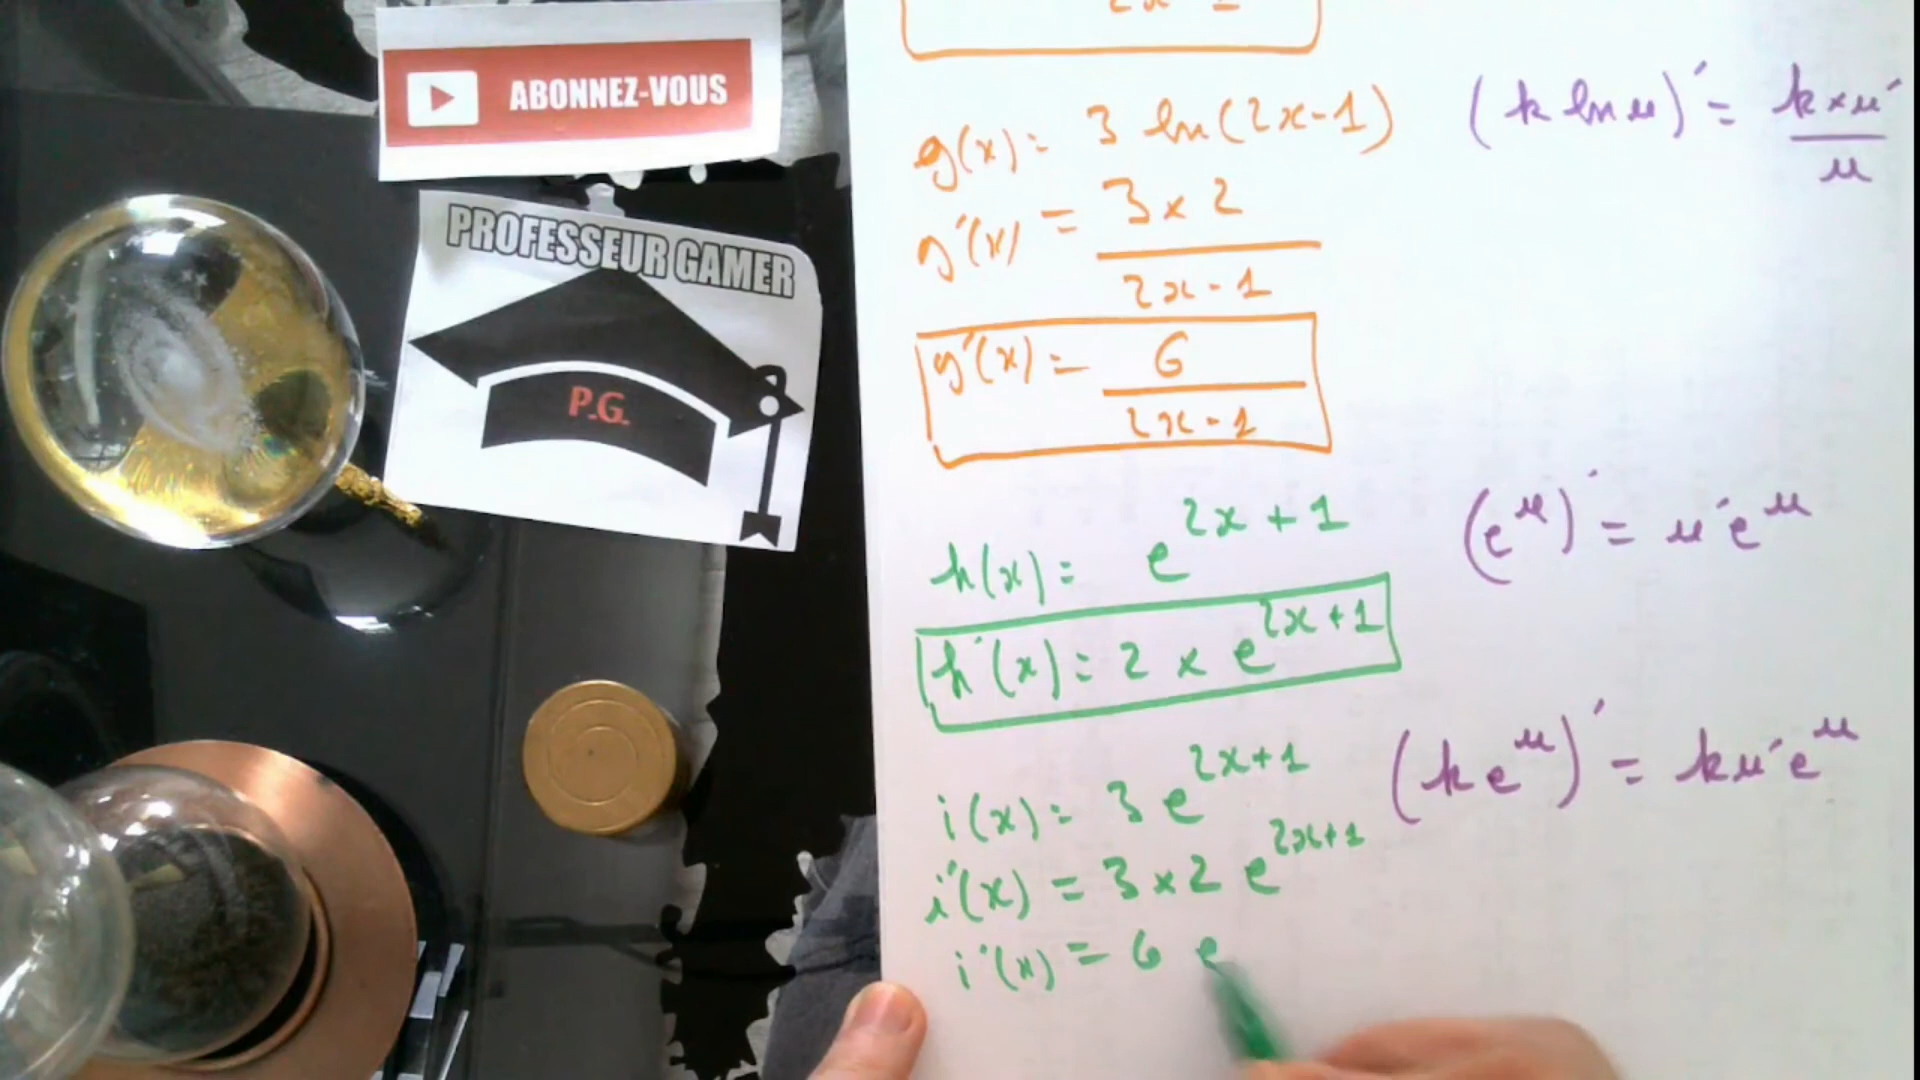 ABONNEZ-VOUS
PROFESSEUR GAMER
P.G.
g(x) = 3 ln(2x-1)
(k ln u)' = k×u'
u
g'(x) = 3×2
2x-1
g'(x) = 6
2x-1
h(x) = e^{2x+1}
(e^u)' = u'e^u
h'(x) = 2 × e^{2x+1}
i(x) = 3e^{2x+1}
(ke^u)' = ku'e^u
i'(x) = 3×2 e^{2x+1}
i'(x) = 6 e